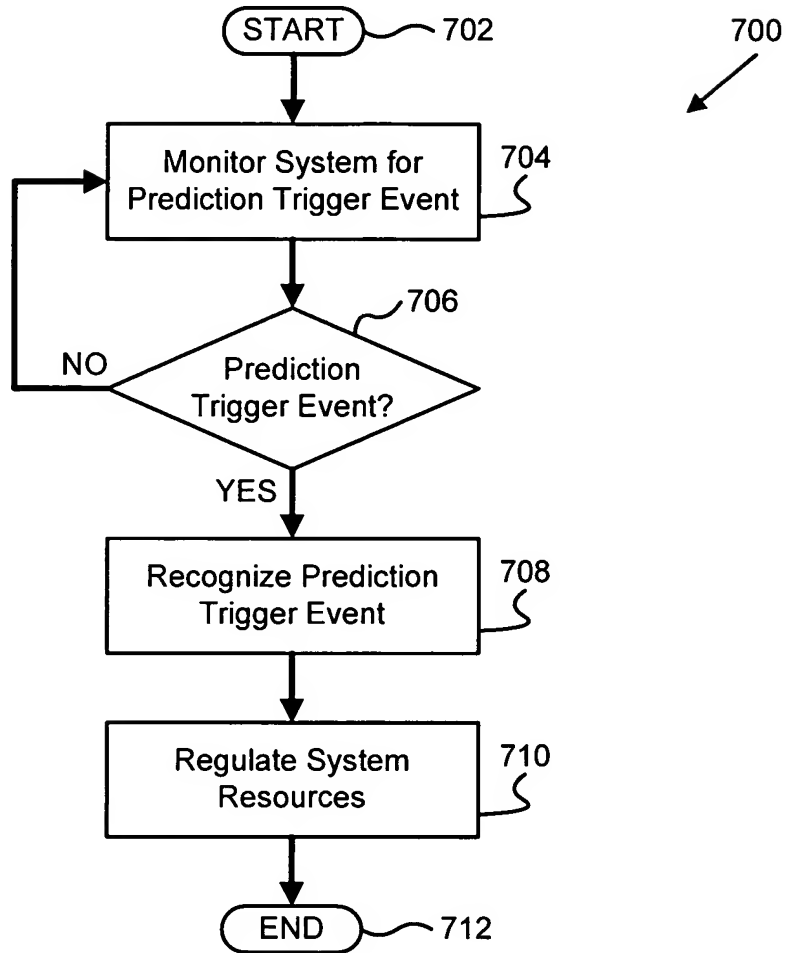 START
702
700
Monitor System for
Prediction Trigger Event
704
706
NO
Prediction
Trigger Event?
YES
Recognize Prediction
Trigger Event
708
Regulate System
Resources
710
END
712